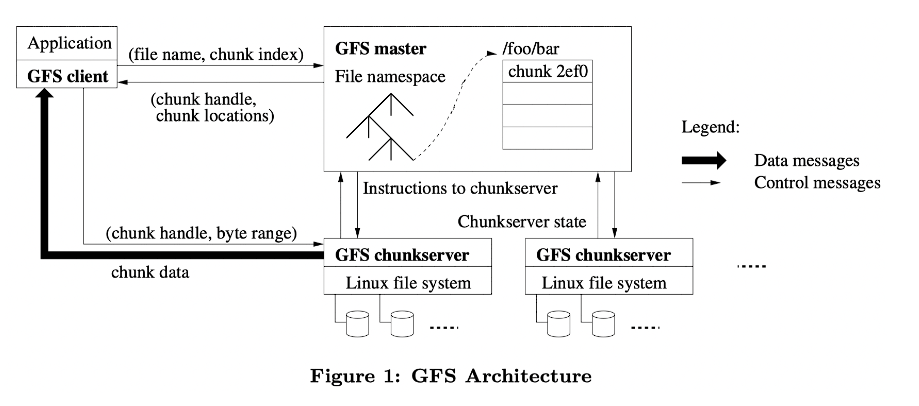 Application
GFS client
(file name, chunk index)
(chunk handle,
chunk locations)
GFS master
File namespace
/foo/bar
chunk 2ef0
Legend:
Data messages
Control messages
Instructions to chunkserver
Chunkserver state
(chunk handle, byte range)
chunk data
GFS chunkserver
Linux file system
GFS chunkserver
Linux file system
Figure 1: GFS Architecture